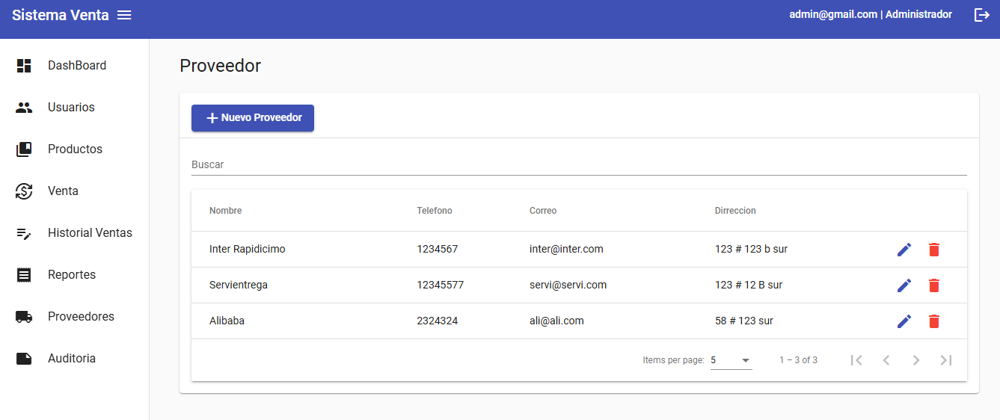 Sistema Venta
admin@gmail.com | Administrador
DashBoard
Usuarios
Productos
Venta
Historial Ventas
Reportes
Proveedores
Auditoria
Proveedor
Nuevo Proveedor
Buscar
Nombre Telefono Correo Dirreccion
Inter Rapidicimo 1234567 inter@inter.com 123 # 123 b sur
Servientrega 12345577 servi@servi.com 123 # 12 B sur
Alibaba 2324324 ali@ali.com 58 # 123 sur
Items per page: 5 1 – 3 of 3